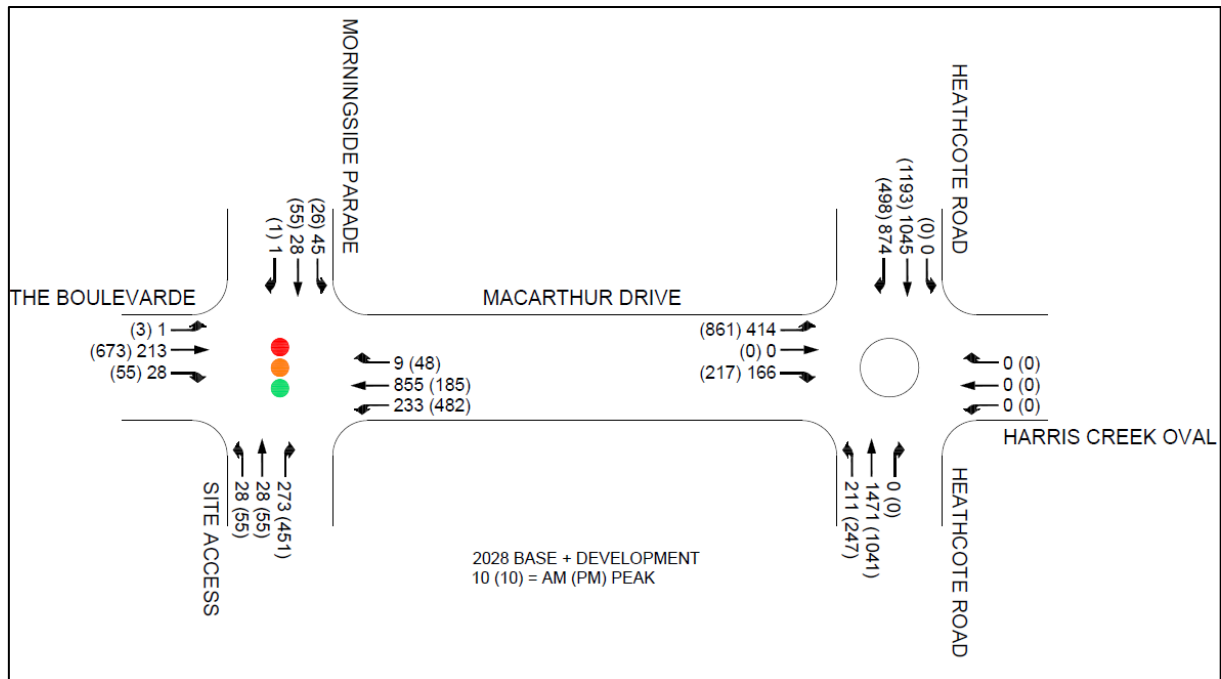 MORNINGSIDE PARADE
HEATHCOTE ROAD
(1) 1
(55) 28
(26) 45
(498) 874
(1193) 1045
(0) 0
THE BOULEVARDE
MACARTHUR DRIVE
(3) 1
(673) 213
(55) 28
9 (48)
855 (185)
233 (482)
(861) 414
(0) 0
(217) 166
0 (0)
0 (0)
0 (0)
HARRIS CREEK OVAL
SITE ACCESS
28 (55)
28 (55)
273 (451)
211 (247)
1471 (1041)
0 (0)
HEATHCOTE ROAD
2028 BASE + DEVELOPMENT
10 (10) = AM (PM) PEAK